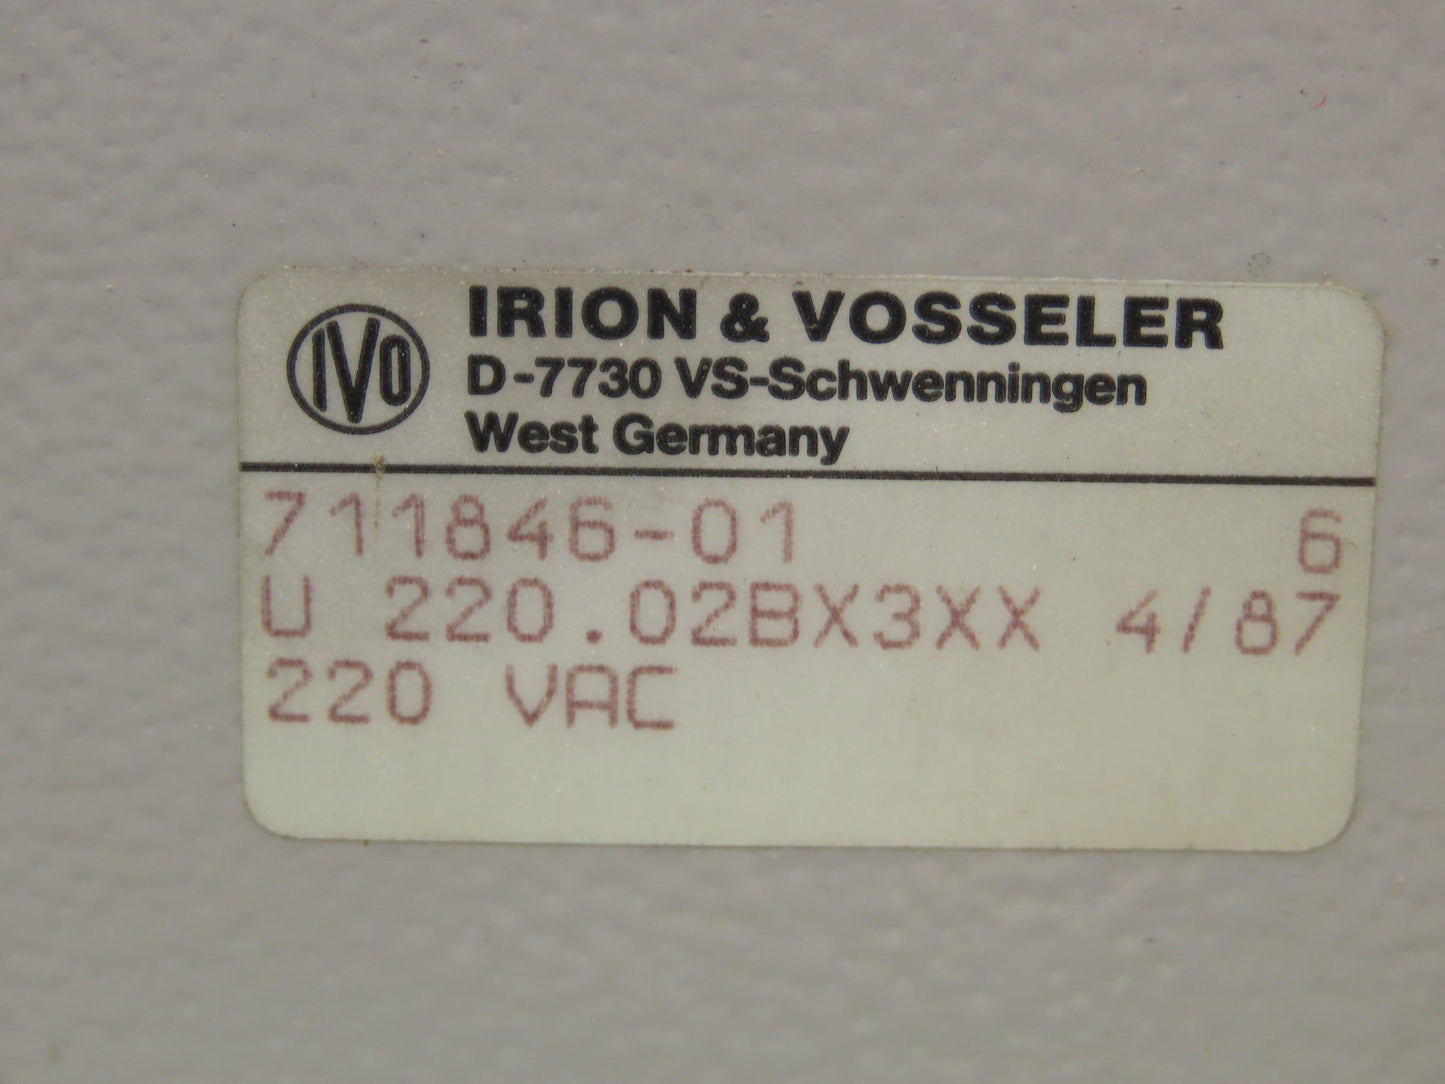 IVO
IRION & VOSSELER
D-7730 VS-Schwenningen
West Germany
711846-01 6
U 220.02BX3XX 4/87
220 VAC